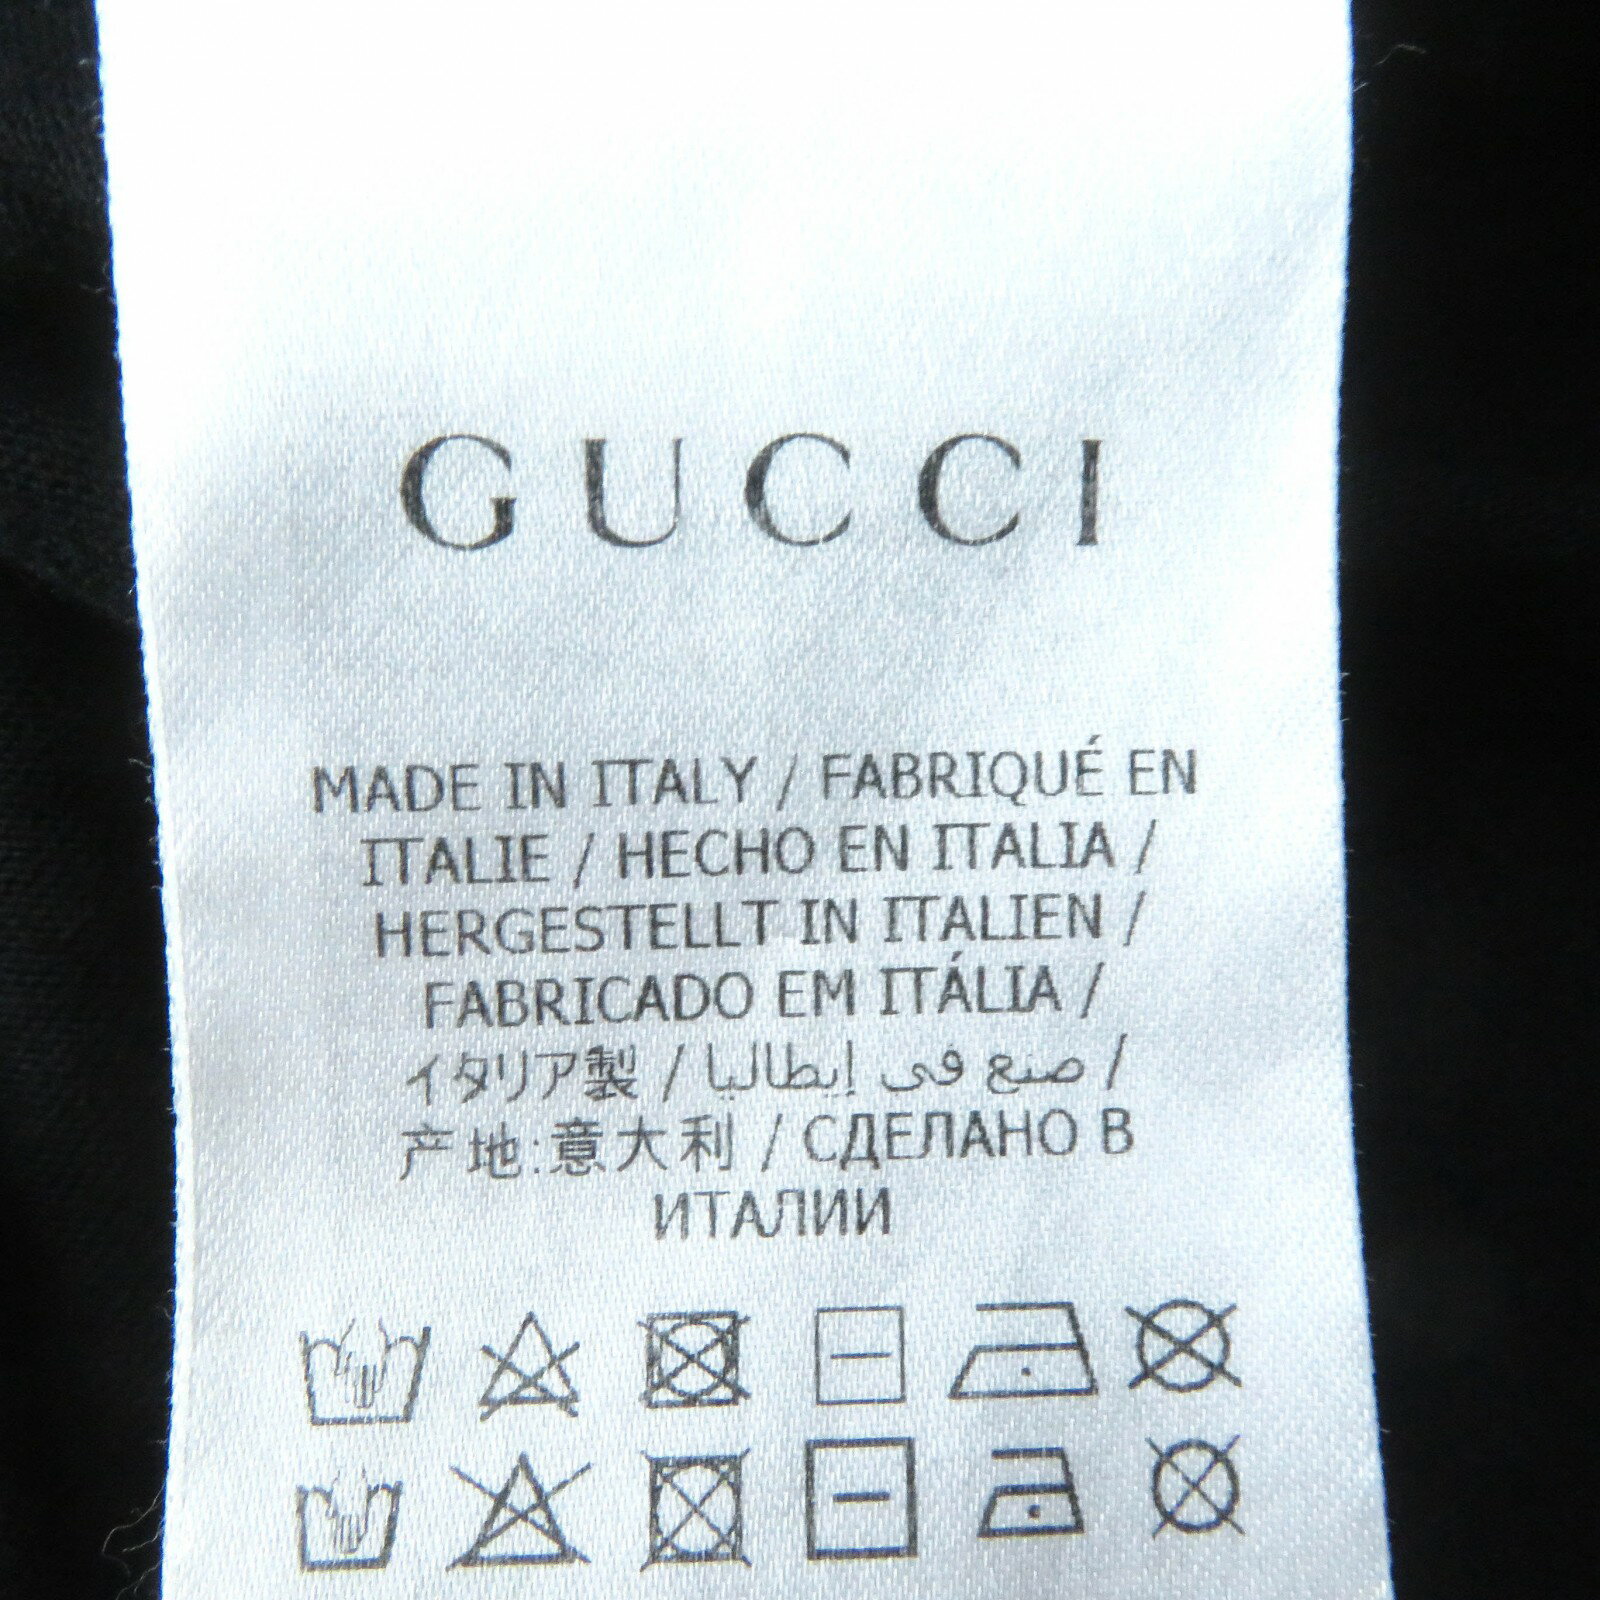 GUCCI
MADE IN ITALY / FABRIQUÉ EN
ITALIE / HECHO EN ITALIA /
HERGESTELLT IN ITALIEN /
FABRICADO EM ITÁLIA /
イタリア製 / صنع في إيطاليا /
产地:意大利 / СДЕЛАНО В
ИТАЛИИ